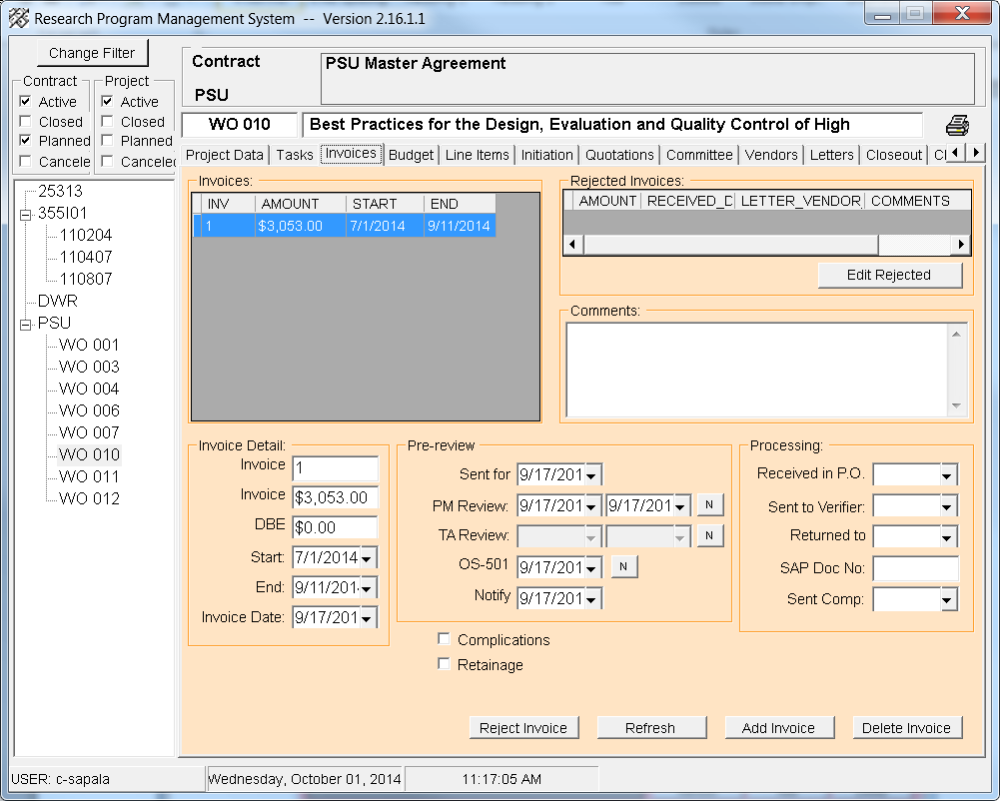 Research Program Management System -- Version 2.16.1.1
Change Filter
Contract
Project
Active
Active
Closed
Closed
Planned
Planned
Cancele
Cancelec
25313
355I01
110204
110407
110807
DWR
PSU
WO 001
WO 003
WO 004
WO 006
WO 007
WO 010
WO 011
WO 012
Contract
PSU Master Agreement
PSU
WO 010
Best Practices for the Design, Evaluation and Quality Control of High
Project Data Tasks Invoices Budget Line Items Initiation Quotations Committee Vendors Letters Closeout Cl
Invoices:
INV AMOUNT START END
1 $3,053.00 7/1/2014 9/11/2014
Rejected Invoices:
AMOUNT RECEIVED_D LETTER_VENDOR COMMENTS
Edit Rejected
Comments:
Invoice Detail:
Invoice 1
Invoice $3,053.00
DBE $0.00
Start: 7/1/2014
End: 9/11/201
Invoice Date: 9/17/201
Pre-review
Sent for 9/17/201
PM Review: 9/17/201 9/17/201 N
TA Review: N
OS-501 9/17/201 N
Notify 9/17/201
Complications
Retainage
Processing:
Received in P.O.
Sent to Verifier:
Returned to
SAP Doc No:
Sent Comp:
Reject Invoice
Refresh
Add Invoice
Delete Invoice
USER: c-sapala
Wednesday, October 01, 2014
11:17:05 AM